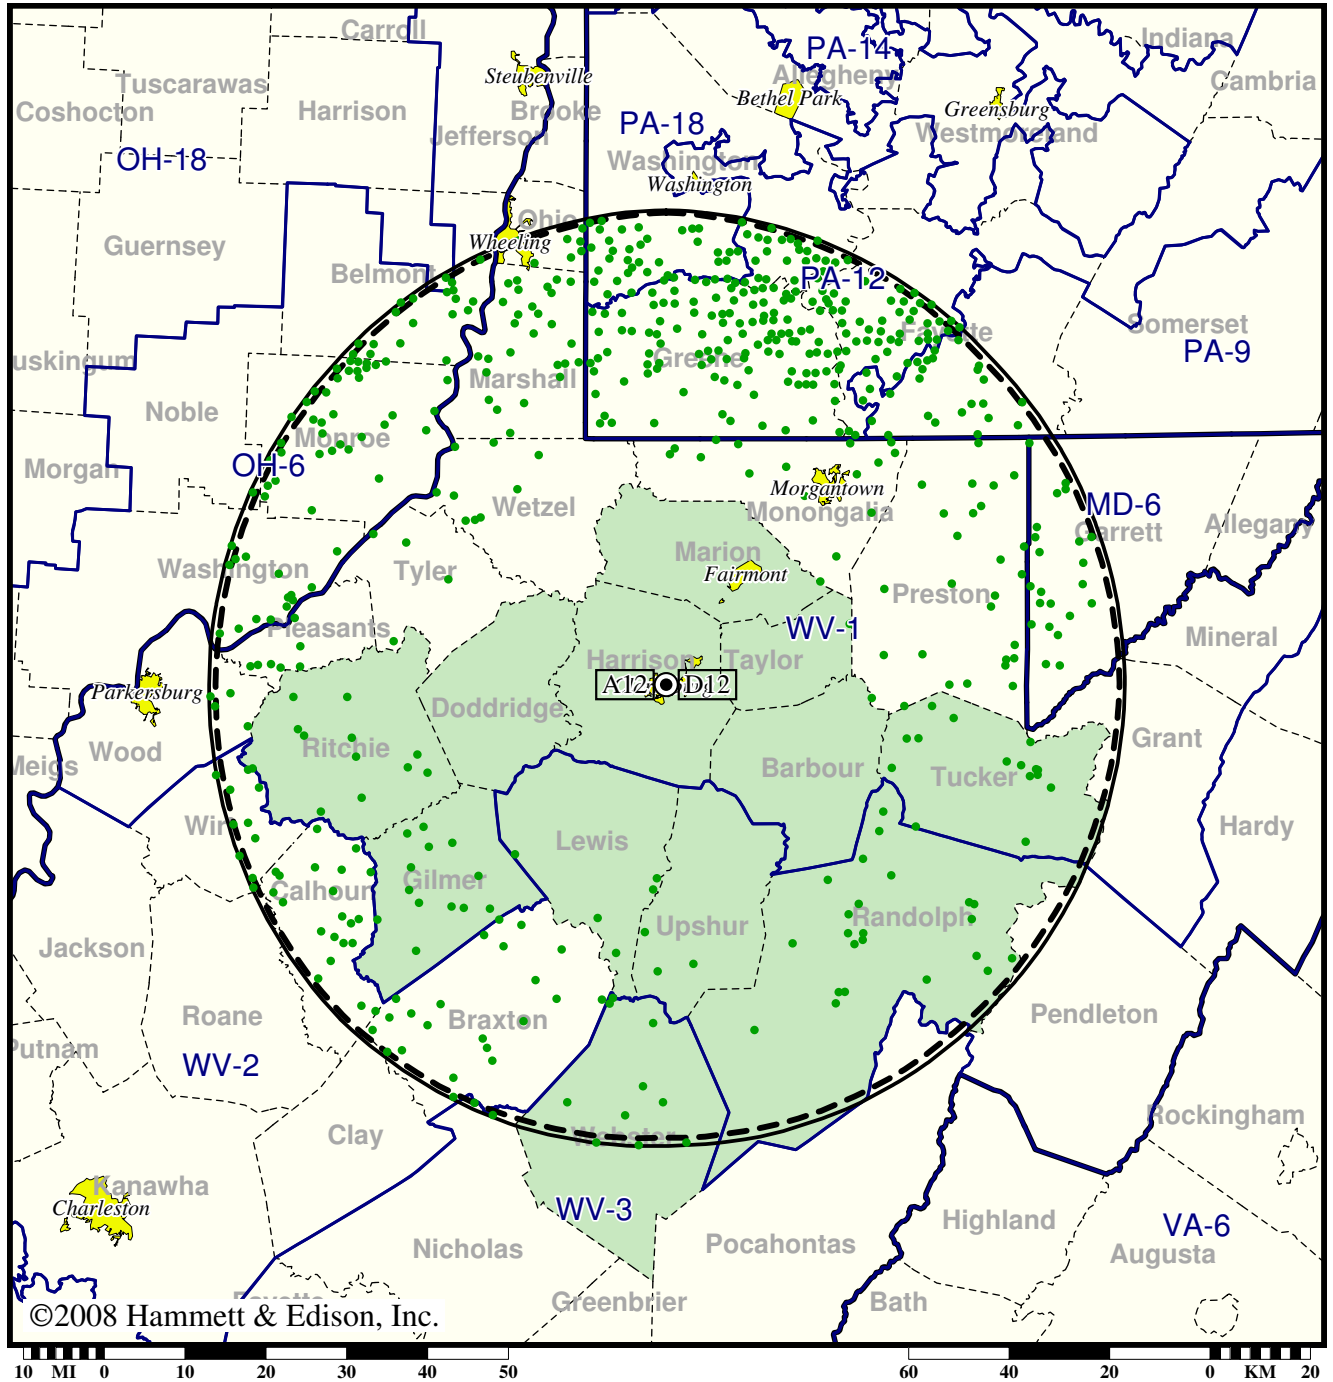 Carroll
Indiana
PA-14
Steubenville
Allegheny
Cambria
Tuscarawas
Bethel Park
Greensburg
Coshocton
Harrison
Brooke
PA-18
Jefferson
Westmoreland
OH-18
Washington
Washington
Ohio
Guernsey
Wheeling
Belmont
PA-12
Somerset
Fayette
PA-9
uskingum
Greene
Marshall
Noble
Monroe
Morgan
OH-6
Morgantown
MD-6
Wetzel
Monongalia
Allegany
Garrett
Marion
Washington
Tyler
Fairmont
Preston
Pleasants
WV-1
Mineral
Harrison
Taylor
A12
D12
Parkersburg
Doddridge
Wood
Ritchie
Grant
Meigs
Barbour
Tucker
Wir
Hardy
Lewis
Calhoun
Gilmer
Upshur
Randolph
Jackson
Roane
Braxton
Pendleton
Putnam
WV-2
Rockingham
Clay
Webster
Kanawha
Charleston
WV-3
Highland
VA-6
Nicholas
Pocahontas
Augusta
Fayette
Greenbrier
Bath
©2008 Hammett & Edison, Inc.
10 MI 0 10 20 30 40 50 60 40 20 0 KM 20